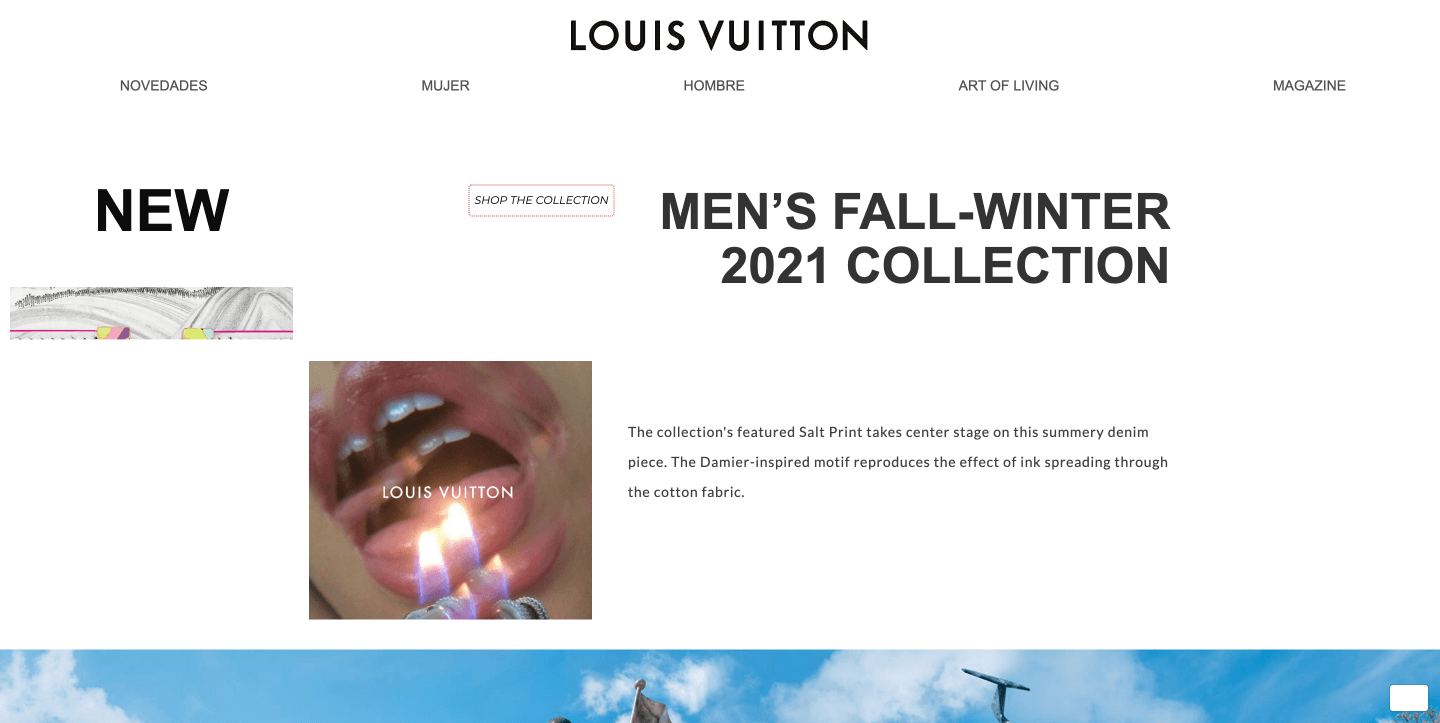 LOUIS VUITTON
NOVEDADES
MUJER
HOMBRE
ART OF LIVING
MAGAZINE
NEW
SHOP THE COLLECTION
MEN’S FALL-WINTER
2021 COLLECTION
LOUIS VUITTON
The collection's featured Salt Print takes center stage on this summery denim
piece. The Damier-inspired motif reproduces the effect of ink spreading through
the cotton fabric.